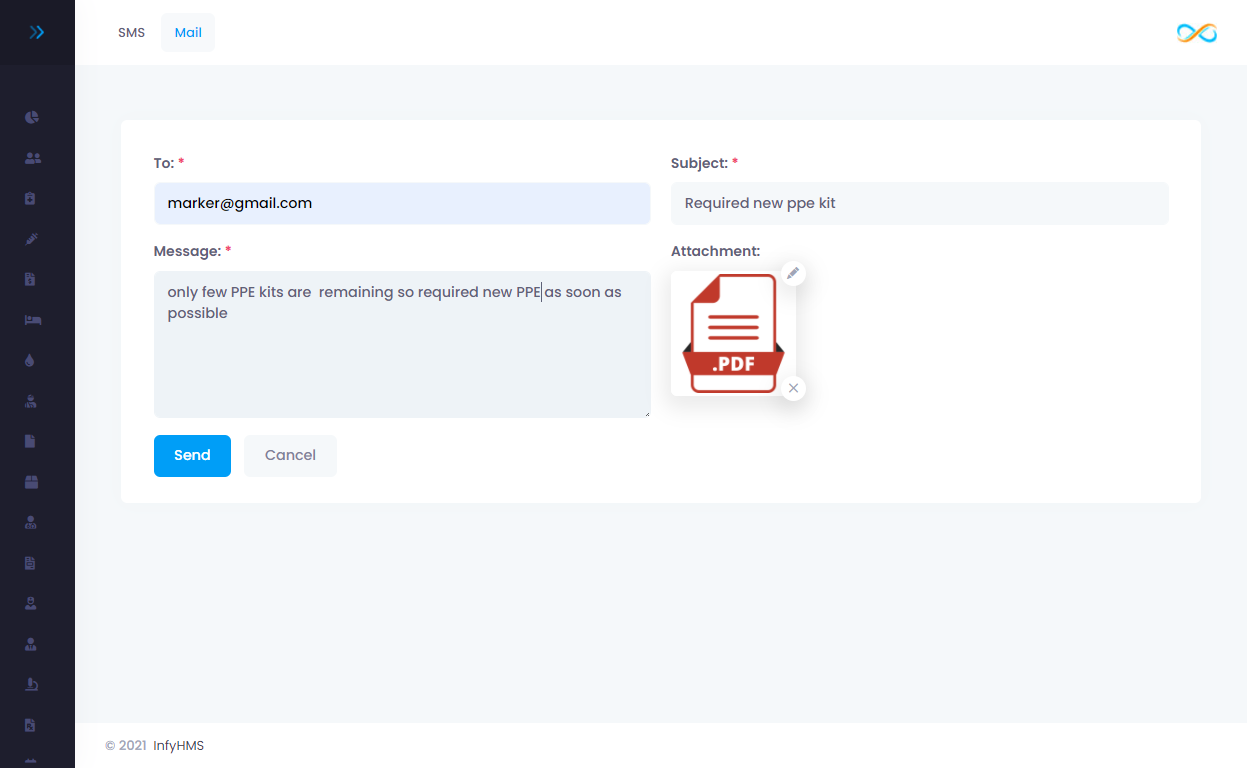 SMS Mail
To: * Subject: *
marker@gmail.com Required new ppe kit
Message: * Attachment:
only few PPE kits are  remaining so required new PPE as soon as
possible
.PDF
Send Cancel
© 2021 InfyHMS